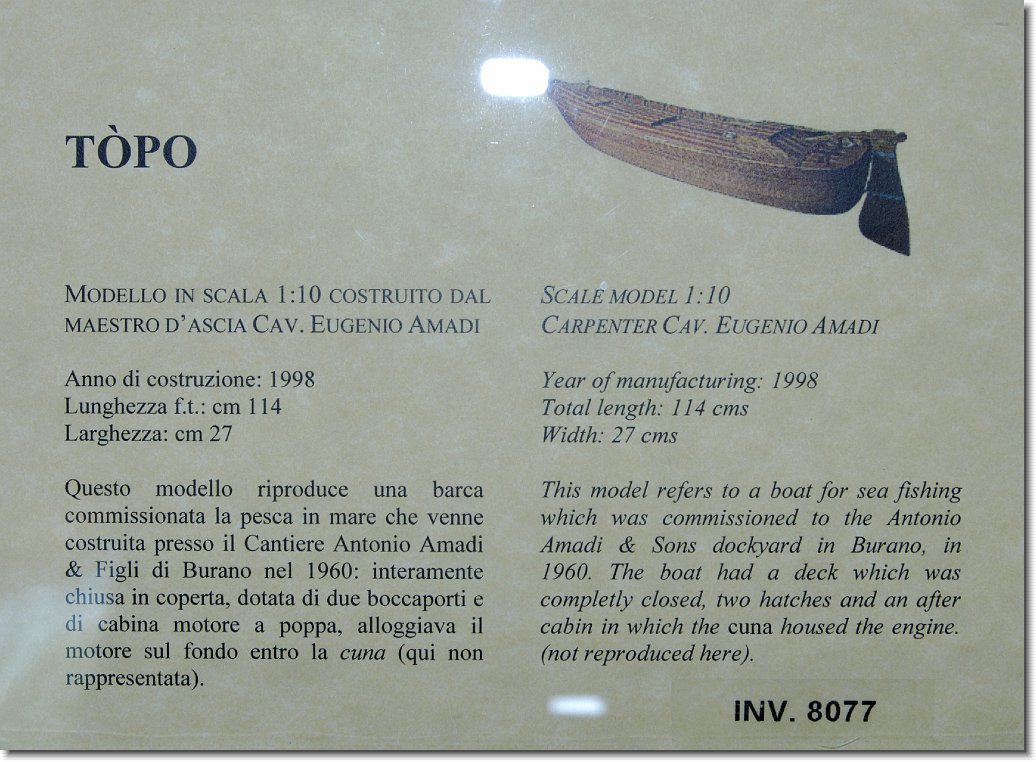 TÒPO
MODELLO IN SCALA 1:10 COSTRUITO DAL
MAESTRO D'ASCIA CAV. EUGENIO AMADI
Anno di costruzione: 1998
Lunghezza f.t.: cm 114
Larghezza: cm 27
Questo modello riproduce una barca
commissionata la pesca in mare che venne
costruita presso il Cantiere Antonio Amadi
& Figli di Burano nel 1960: interamente
chiusa in coperta, dotata di due boccaporti e
di cabina motore a poppa, alloggiava il
motore sul fondo entro la cuna (qui non
rappresentata).
SCALE MODEL 1:10
CARPENTER CAV. EUGENIO AMADI
Year of manufacturing: 1998
Total length: 114 cms
Width: 27 cms
This model refers to a boat for sea fishing
which was commissioned to the Antonio
Amadi & Sons dockyard in Burano, in
1960. The boat had a deck which was
completly closed, two hatches and an after
cabin in which the cuna housed the engine.
(not reproduced here).
INV. 8077